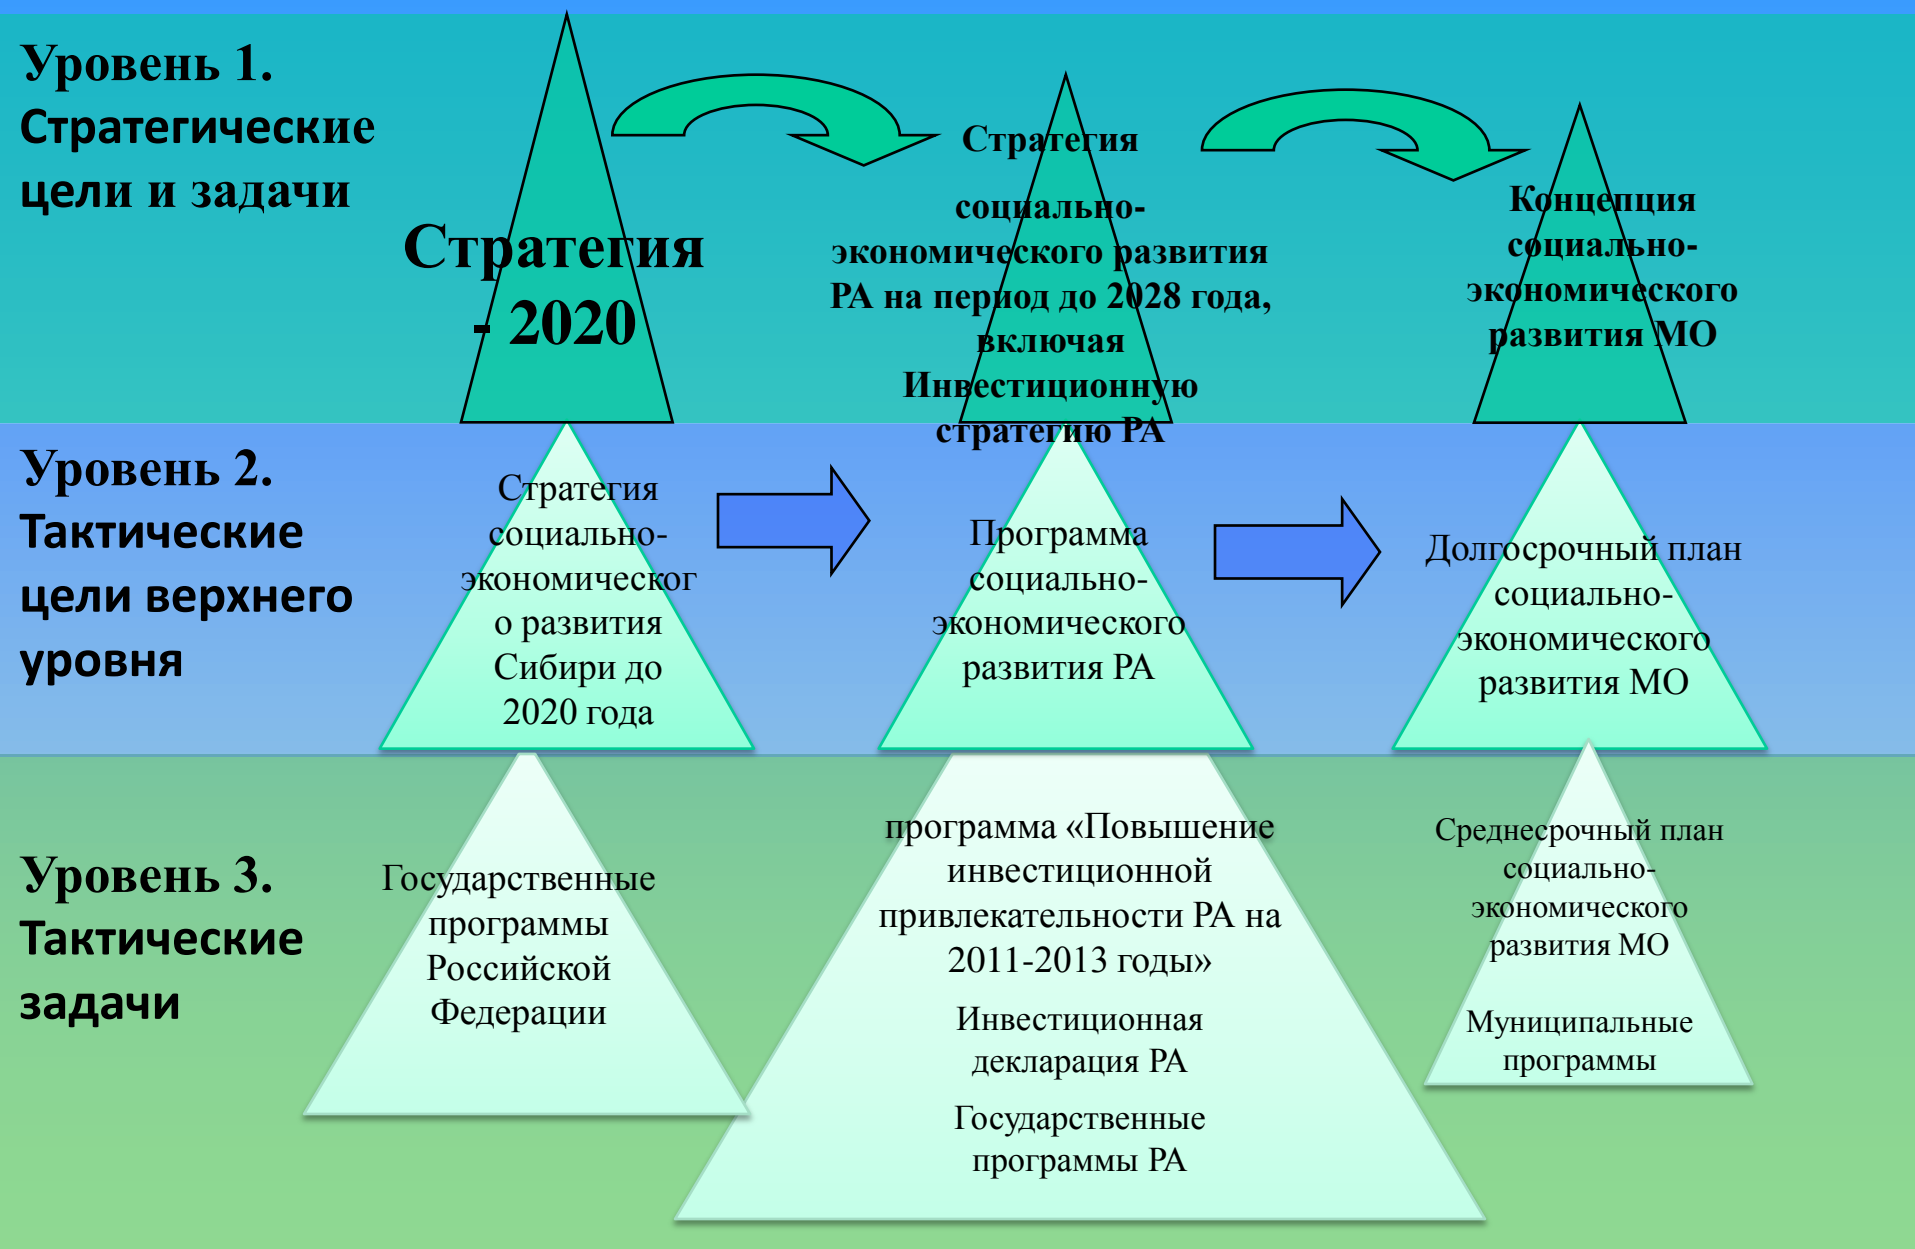 Уровень 1.
Стратегические
цели и задачи
Стратегия
- 2020
Стратегия
социально-
экономического развития
РА на период до 2028 года,
включая
Инвестиционную
стратегию РА
Концепция
социально-
экономического
развития МО
Уровень 2.
Тактические
цели верхнего
уровня
Стратегия
социально-
экономическог
о развития
Сибири до
2020 года
Программа
социально-
экономического
развития РА
Долгосрочный план
социально-
экономического
развития МО
Уровень 3.
Тактические
задачи
Государственные
программы
Российской
Федерации
программа «Повышение
инвестиционной
привлекательности РА на
2011-2013 годы»
Инвестиционная
декларация РА
Государственные
программы РА
Среднесрочный план
социально-
экономического
развития МО
Муниципальные
программы